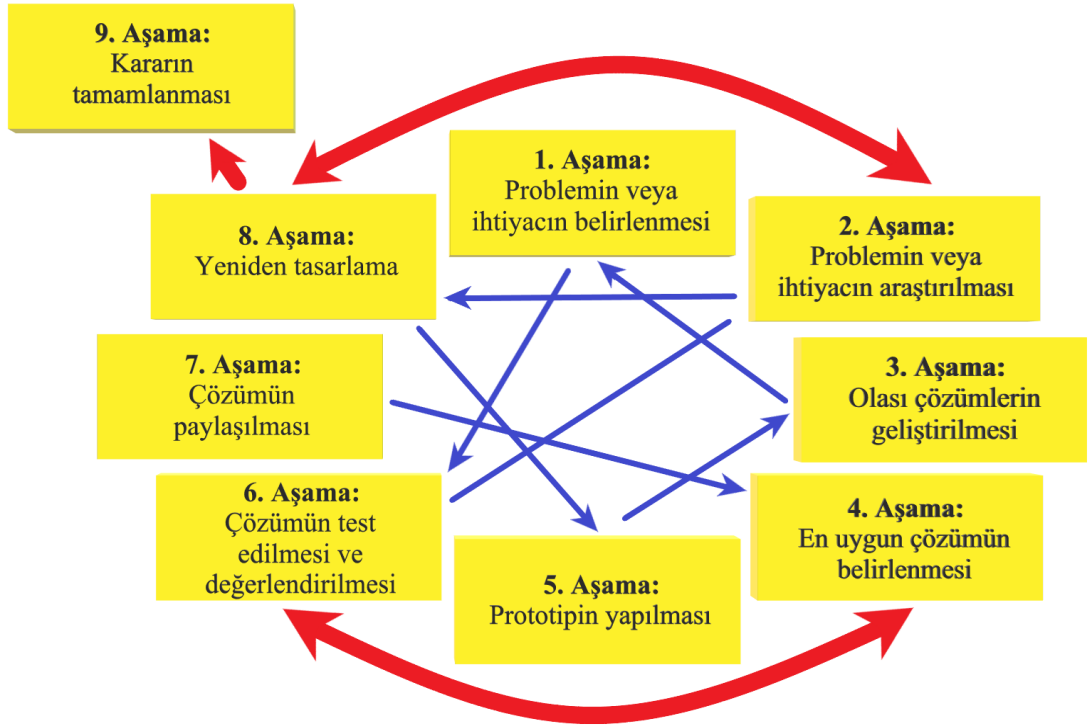 9. Aşama:
Kararın
tamamlanması
1. Aşama:
Problemin veya
ihtiyacın belirlenmesi
2. Aşama:
Problemin veya
ihtiyacın araştırılması
3. Aşama:
Olası çözümlerin
geliştirilmesi
4. Aşama:
En uygun çözümün
belirlenmesi
5. Aşama:
Prototipin yapılması
6. Aşama:
Çözümün test
edilmesi ve
değerlendirilmesi
7. Aşama:
Çözümün
paylaşılması
8. Aşama:
Yeniden tasarlama